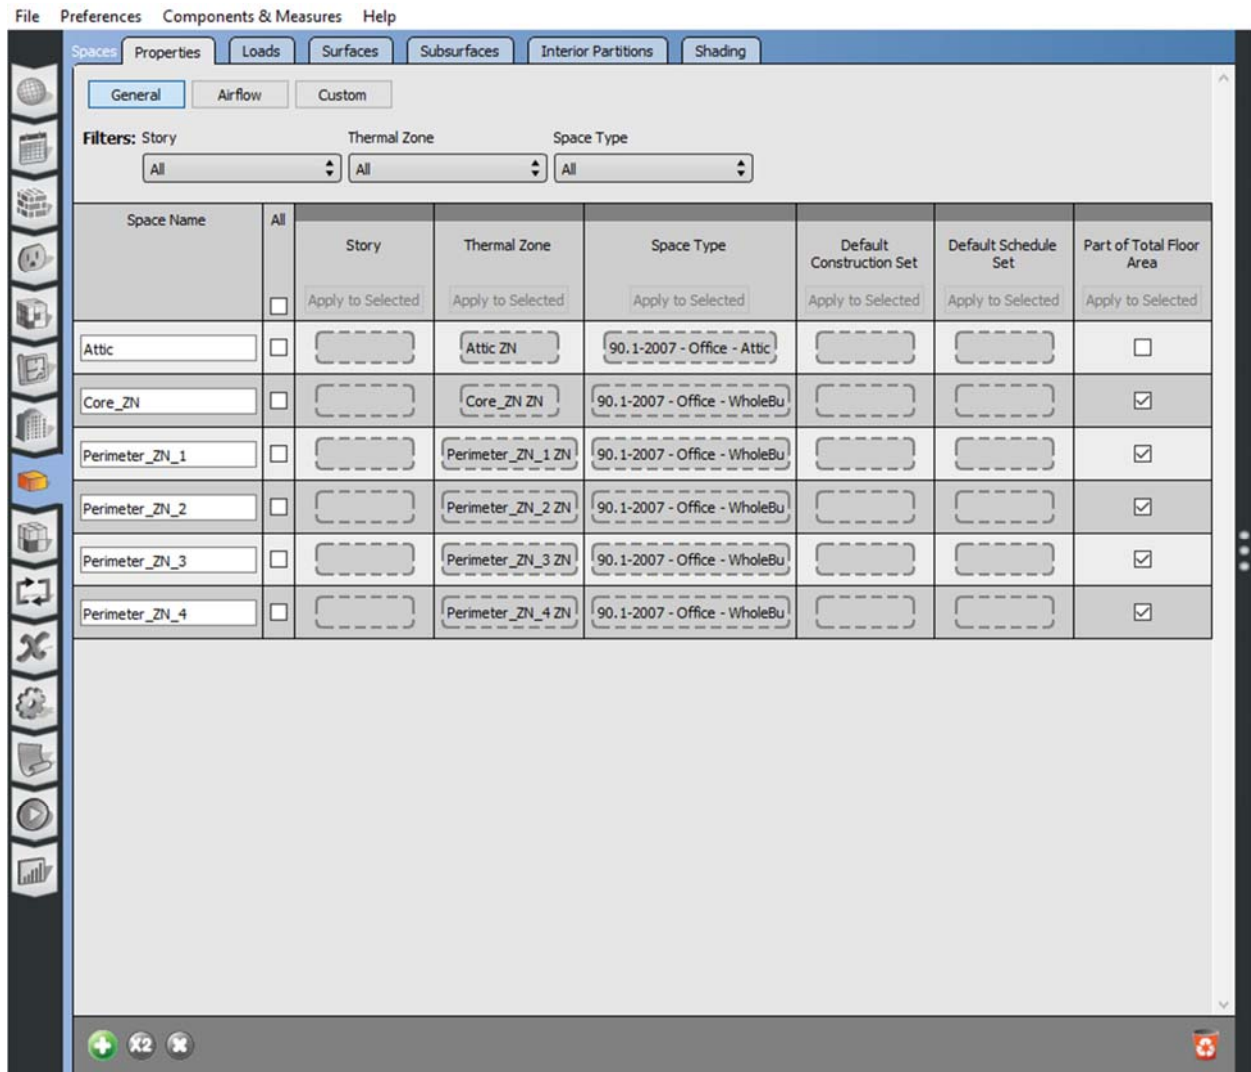 File Preferences Components & Measures Help
Spaces Properties Loads Surfaces Subsurfaces Interior Partitions Shading
General Airflow Custom
Filters: Story Thermal Zone Space Type
All All All
Space Name All Story Thermal Zone Space Type Default Construction Set Default Schedule Set Part of Total Floor Area
Apply to Selected Apply to Selected Apply to Selected Apply to Selected Apply to Selected Apply to Selected
Attic Attic ZN 90.1-2007 - Office - Attic
Core_ZN Core_ZN ZN 90.1-2007 - Office - WholeBu
Perimeter_ZN_1 Perimeter_ZN_1 ZN 90.1-2007 - Office - WholeBu
Perimeter_ZN_2 Perimeter_ZN_2 ZN 90.1-2007 - Office - WholeBu
Perimeter_ZN_3 Perimeter_ZN_3 ZN 90.1-2007 - Office - WholeBu
Perimeter_ZN_4 Perimeter_ZN_4 ZN 90.1-2007 - Office - WholeBu
X2